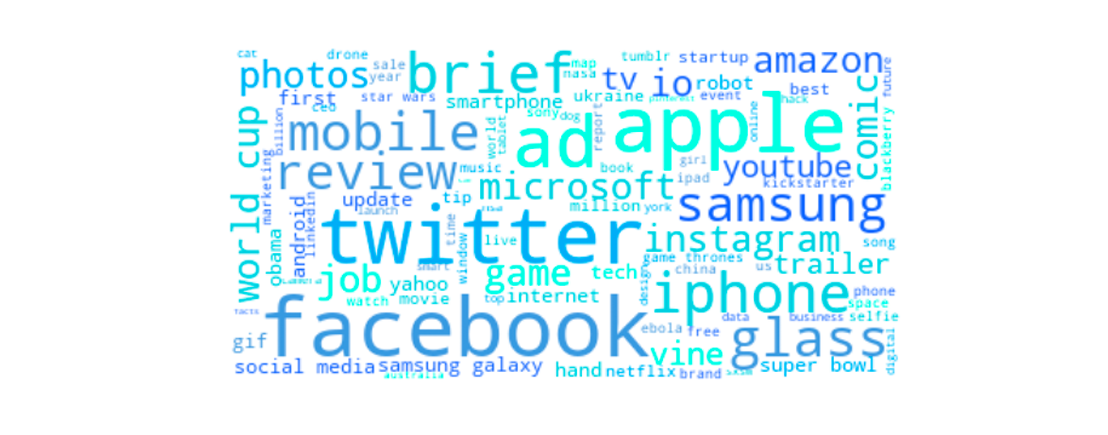 cat
drone
sale
year
photos
brief
map
nasa
tumblr
startup
amazon
tv
io
robot
first
ceo
star wars
smartphone
ukraine
pinterest
event
best
hack
future
comic
blackberry
world cup
billion
mobile
world
tablet
sony
dog
ad
report
apple
online
marketing
review
music
book
girl
ipad
youtube
kickstarter
microsoft
obama
android
linkedin
update
launch
tip
million
york
samsung
twitter
time
window
live
instagram
song
job
smart
game
tech
game thrones
china
us
trailer
yahoo
watch
movie
top
internet
design
iphone
phone
space
facts
facebook
gif
ebola
free
data
business
selfie
glass
vine
digital
social media
samsung galaxy
australia
hand
netflix
brand
sxsw
super bowl